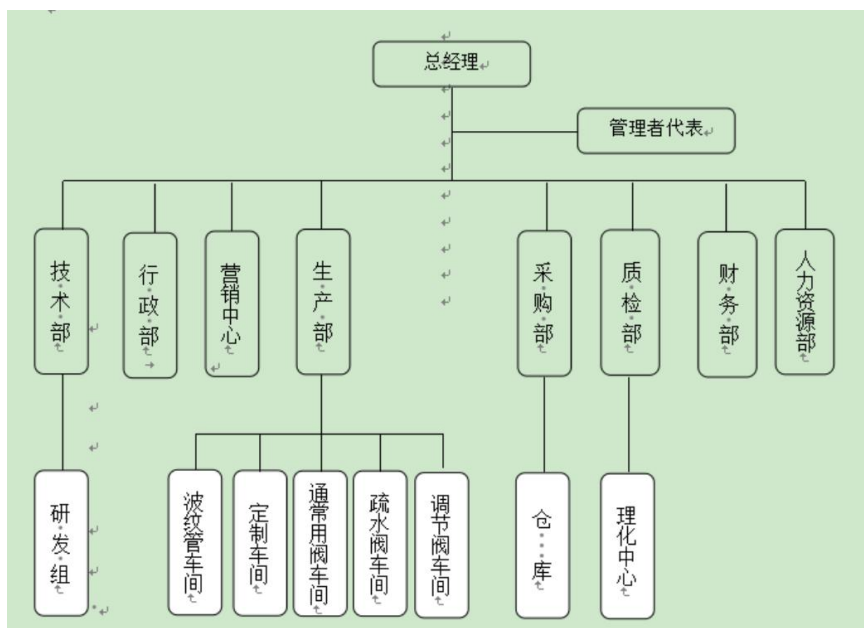 总经理
管理者代表
技术部
行政部
营销中心
生产部
采购部
质检部
财务部
人力资源部
研发组
波纹管车间
定制车间
通常用阀车间
疏水阀车间
调节阀车间
仓库
理化中心